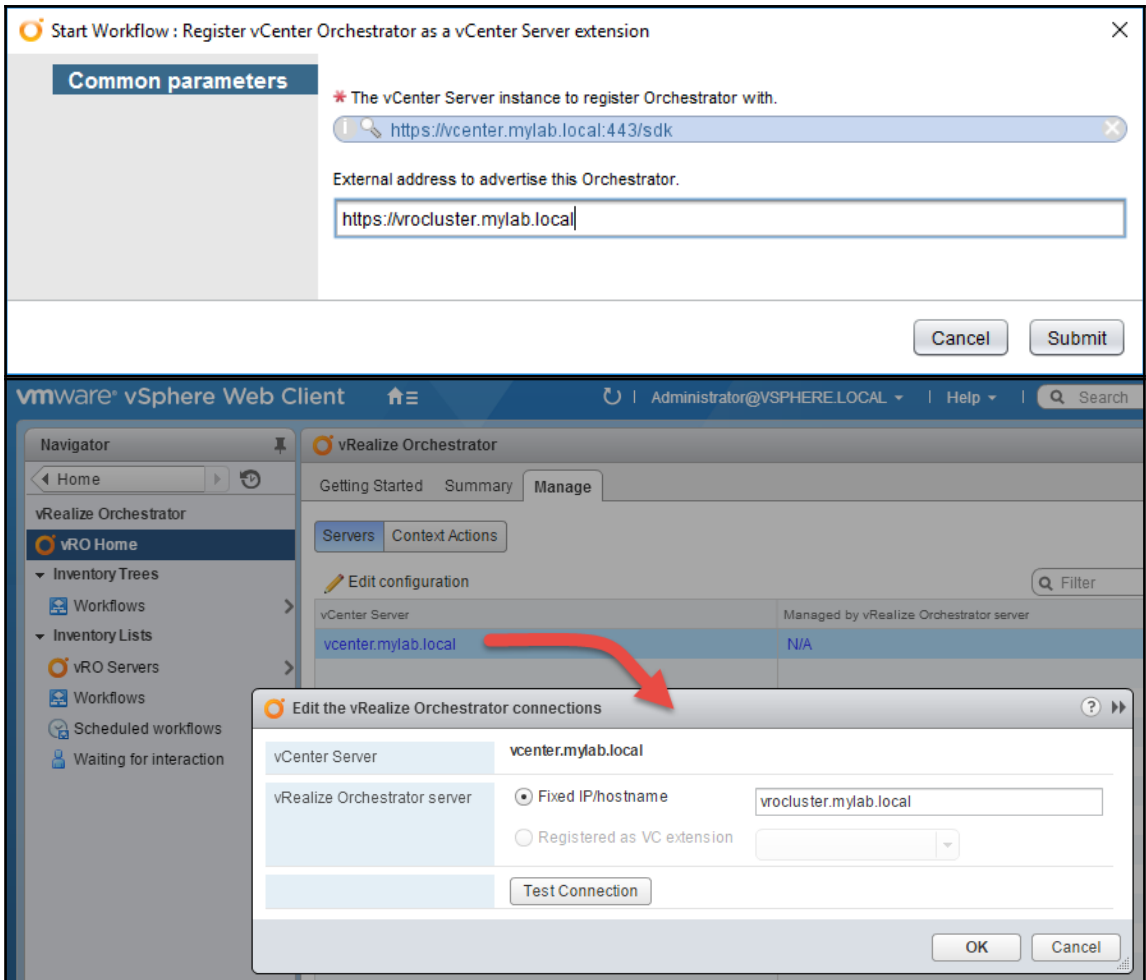 Start Workflow : Register vCenter Orchestrator as a vCenter Server extension
Common parameters
* The vCenter Server instance to register Orchestrator with.
https://vcenter.mylab.local:443/sdk
External address to advertise this Orchestrator.
https://vrocluster.mylab.local
Cancel Submit
vmware® vSphere Web Client Administrator@VSPHERE.LOCAL Help Search
Navigator
Home
vRealize Orchestrator
vRO Home
Inventory Trees
Workflows
Inventory Lists
vRO Servers
Workflows
Scheduled workflows
Waiting for interaction
vRealize Orchestrator
Getting Started Summary Manage
Servers Context Actions
Edit configuration Filter
vCenter Server Managed by vRealize Orchestrator server
vcenter.mylab.local N/A
Edit the vRealize Orchestrator connections
vCenter Server vcenter.mylab.local
vRealize Orchestrator server Fixed IP/hostname vrocluster.mylab.local
Registered as VC extension
Test Connection
OK Cancel